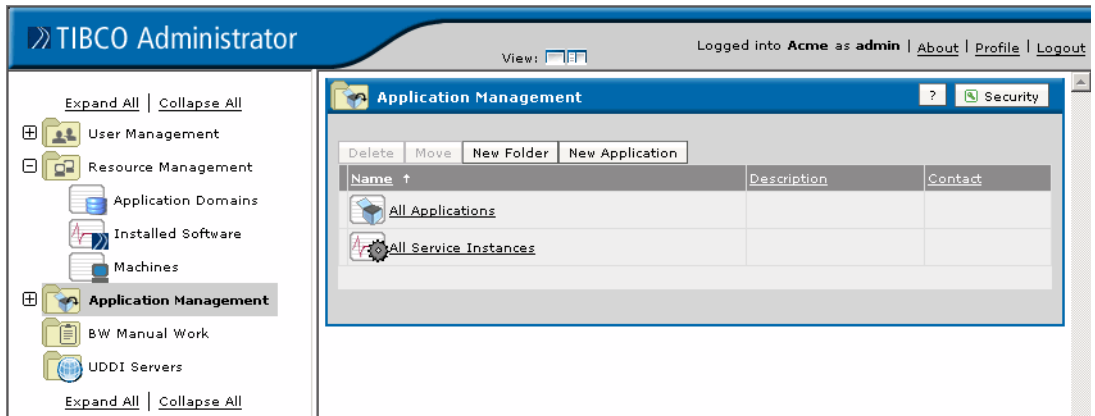 TIBCO Administrator
View:
Logged into Acme as admin | About | Profile | Logout
Expand All | Collapse All
User Management
Resource Management
Application Domains
Installed Software
Machines
Application Management
BW Manual Work
UDDI Servers
Expand All | Collapse All
Application Management
? Security
Delete Move New Folder New Application
Name Description Contact
All Applications
All Service Instances